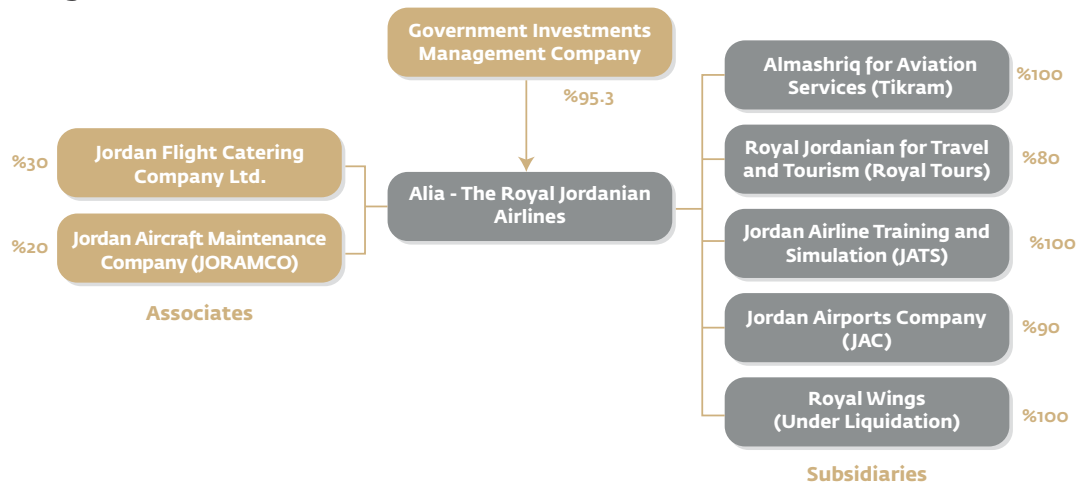 Government Investments
Management Company
%95.3
%30
Jordan Flight Catering
Company Ltd.
%20
Jordan Aircraft Maintenance
Company (JORAMCO)
Associates
Alia - The Royal Jordanian
Airlines
Almashriq for Aviation
Services (Tikram)
%100
Royal Jordanian for Travel
and Tourism (Royal Tours)
%80
Jordan Airline Training and
Simulation (JATS)
%100
Jordan Airports Company
(JAC)
%90
Royal Wings
(Under Liquidation)
%100
Subsidiaries